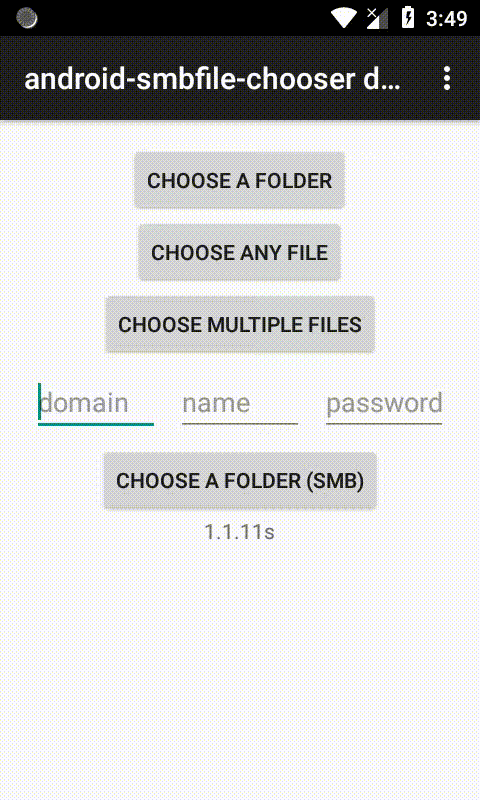 3:49
android-smbfile-chooser d...
CHOOSE A FOLDER
CHOOSE ANY FILE
CHOOSE MULTIPLE FILES
domain name password
CHOOSE A FOLDER (SMB)
1.1.11s